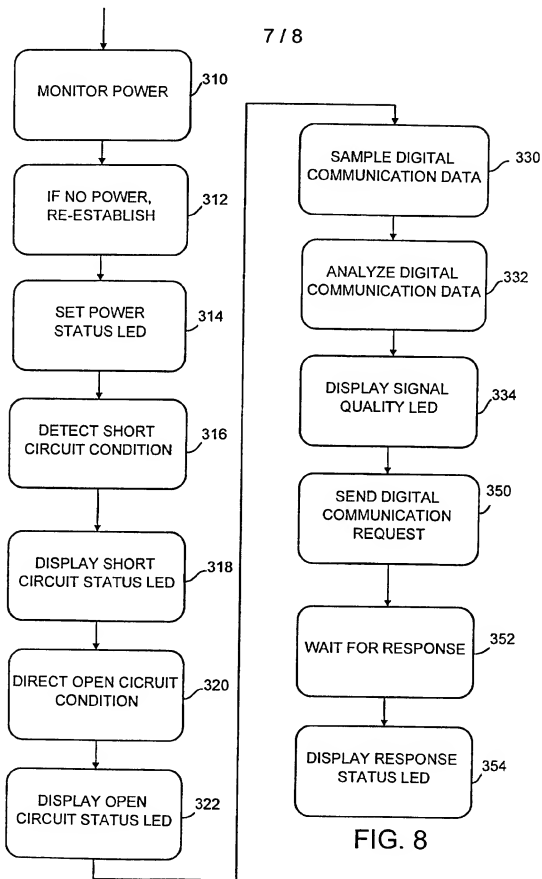 7 / 8
MONITOR POWER
310
IF NO POWER,
RE-ESTABLISH
312
SET POWER
STATUS LED
314
DETECT SHORT
CIRCUIT CONDITION
316
DISPLAY SHORT
CIRCUIT STATUS LED
318
DIRECT OPEN CICRUIT
CONDITION
320
DISPLAY OPEN
CIRCUIT STATUS LED
322
SAMPLE DIGITAL
COMMUNICATION DATA
330
ANALYZE DIGITAL
COMMUNICATION DATA
332
DISPLAY SIGNAL
QUALITY LED
334
SEND DIGITAL
COMMUNICATION
REQUEST
350
WAIT FOR RESPONSE
352
DISPLAY RESPONSE
STATUS LED
354
FIG. 8